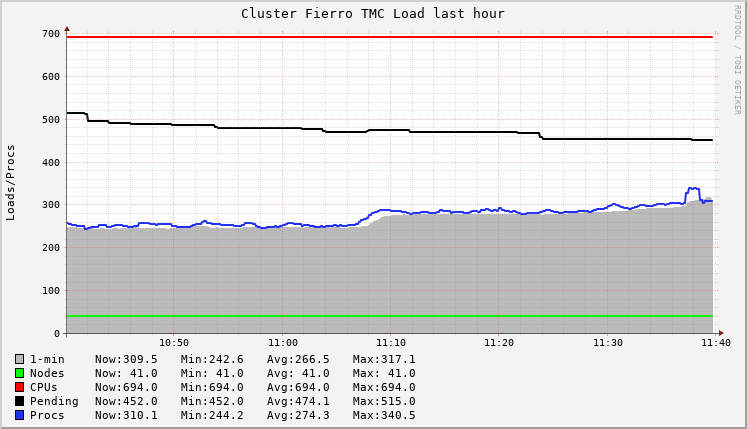 Cluster Fierro TMC Load last hour
RRDTOOL / TOBI OETIKER
Loads/Procs
700
600
500
400
300
200
100
0
10:50 11:00 11:10 11:20 11:30 11:40
1-min Now:309.5 Min:242.6 Avg:266.5 Max:317.1
Nodes Now: 41.0 Min: 41.0 Avg: 41.0 Max: 41.0
CPUs Now:694.0 Min:694.0 Avg:694.0 Max:694.0
Pending Now:452.0 Min:452.0 Avg:474.1 Max:515.0
Procs Now:310.1 Min:244.2 Avg:274.3 Max:340.5